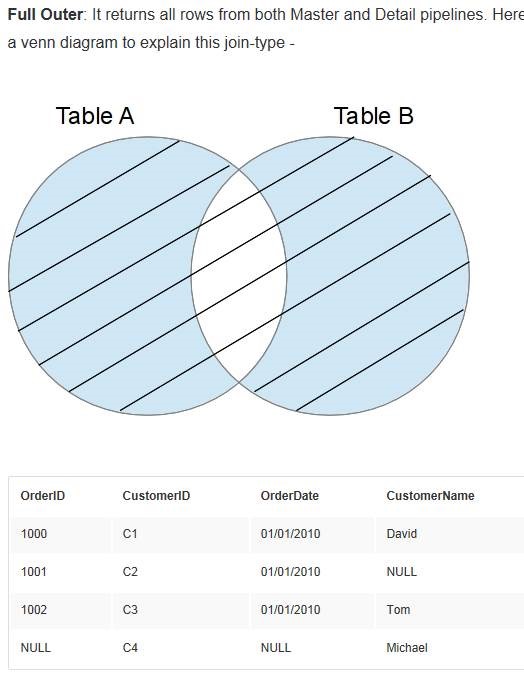 Full Outer: It returns all rows from both Master and Detail pipelines. Here
a venn diagram to explain this join-type -
Table A Table B
OrderID CustomerID OrderDate CustomerName
1000 C1 01/01/2010 David
1001 C2 01/01/2010 NULL
1002 C3 01/01/2010 Tom
NULL C4 NULL Michael